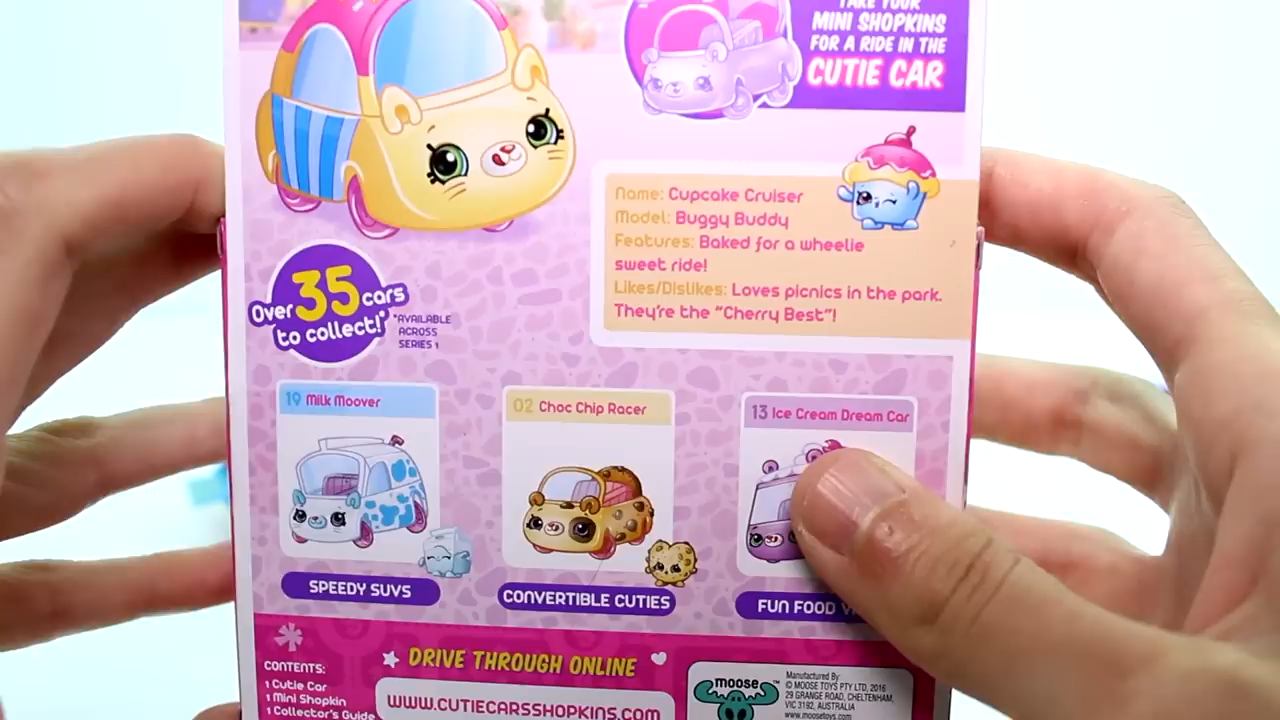 TAKE YOUR
MINI SHOPKINS
FOR A RIDE IN THE
CUTIE CAR
Name: Cupcake Cruiser
Model: Buggy Buddy
Features: Baked for a wheelie
sweet ride!
Likes/Dislikes: Loves picnics in the park.
They're the "Cherry Best"!
Over 35 cars
to collect!*
*AVAILABLE
ACROSS
SERIES 1
19 Milk Moover
02 Choc Chip Racer
13 Ice Cream Dream Car
SPEEDY SUVS
CONVERTIBLE CUTIES
FUN FOOD
CONTENTS:
1 Cutie Car
1 Mini Shopkin
1 Collector's Guide
DRIVE THROUGH ONLINE
WWW.CUTIECARSSHOPKINS.COM
moose™
Manufactured By:
© MOOSE TOYS PTY LTD, 2016
29 GRANGE ROAD, CHELTENHAM,
VIC 3192, AUSTRALIA
www.moosetoys.com